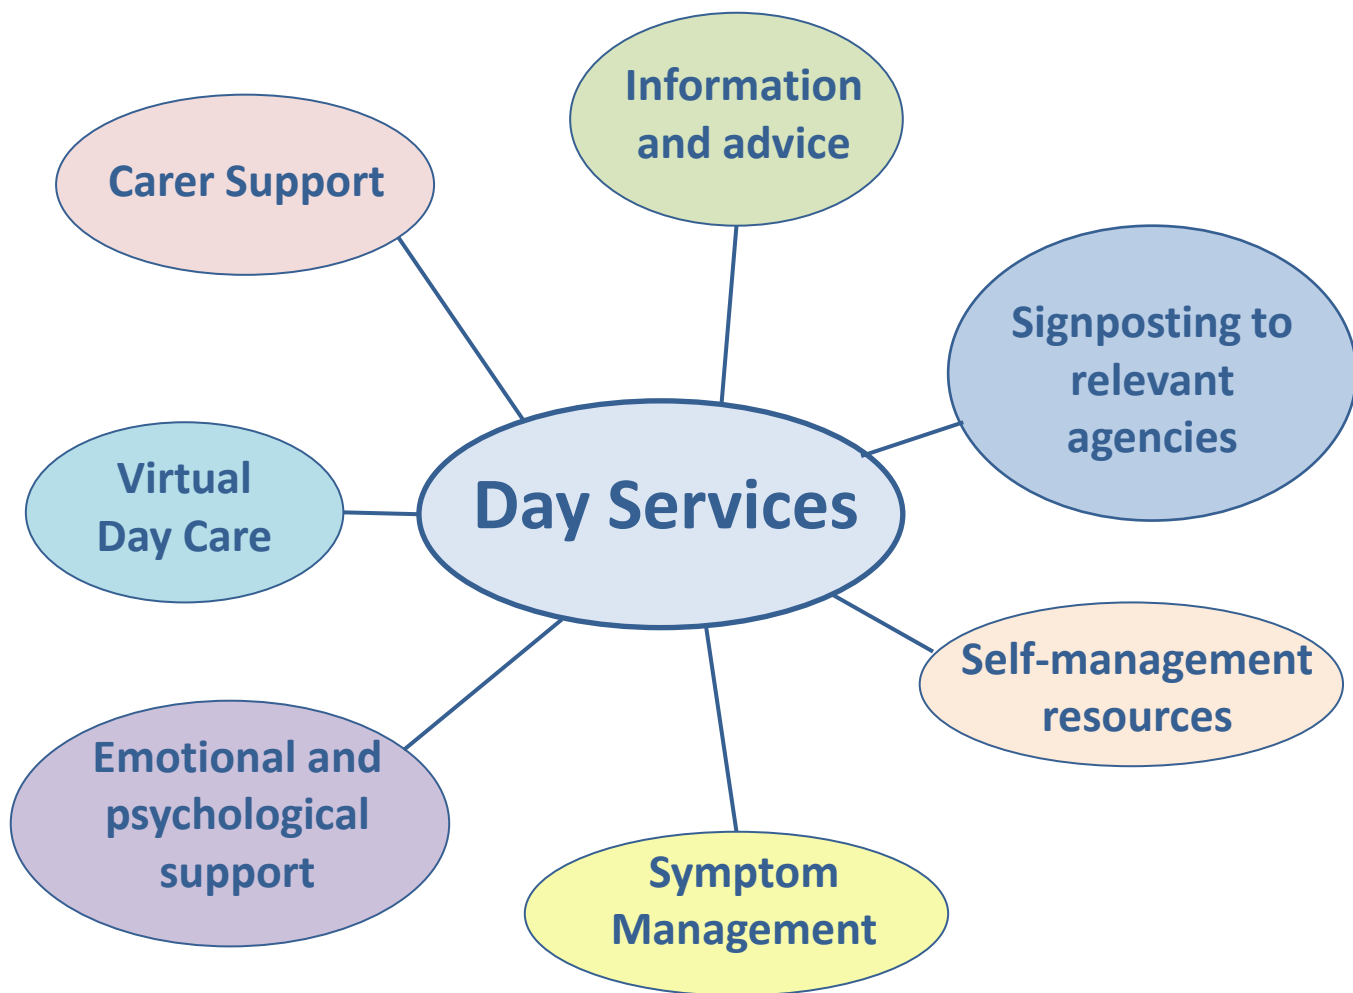 Information
and advice
Carer Support
Signposting to
relevant
agencies
Virtual
Day Care
Day Services
Self-management
resources
Emotional and
psychological
support
Symptom
Management